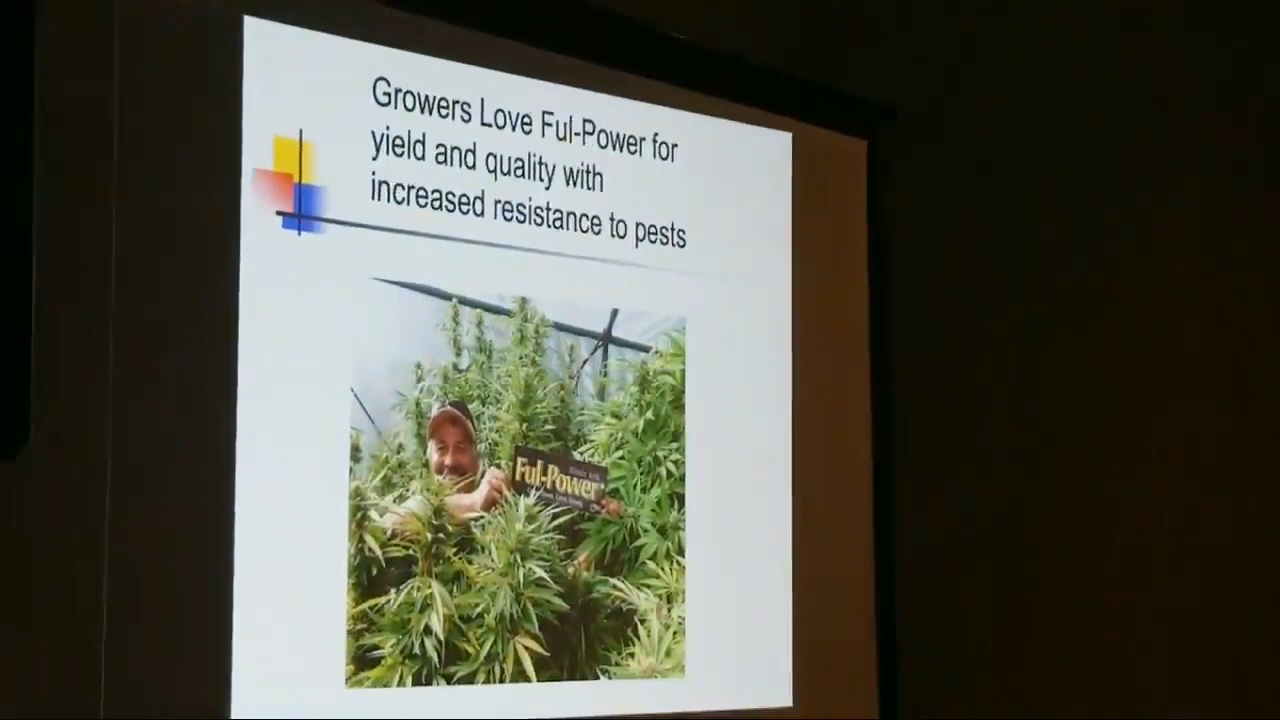 Growers Love Ful-Power for
yield and quality with
increased resistance to pests
Ful-Power